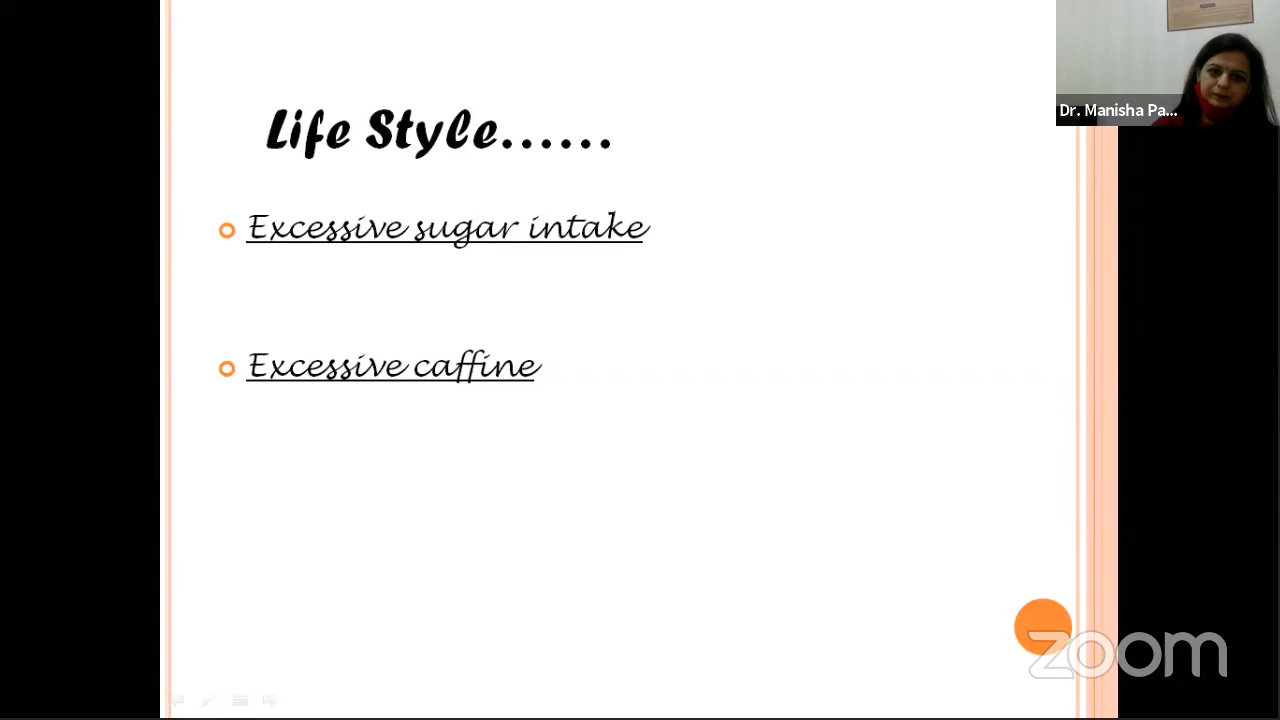 Dr. Manisha Pa...
Life Style......
Excessive sugar intake
Excessive caffine
zoom